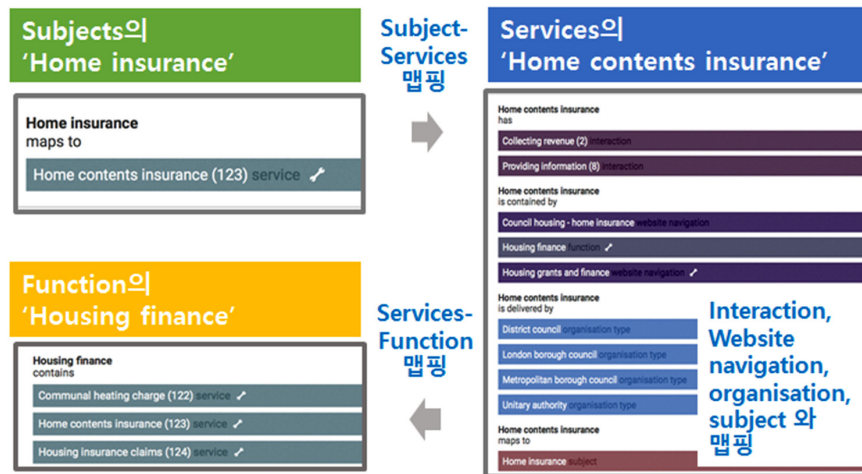 Subjects의
'Home insurance'
Home insurance
maps to
Home contents insurance (123) service
Subject-
Services
맵핑
Services의
'Home contents insurance'
Home contents insurance
has
Collecting revenue (2) interaction
Providing information (8) interaction
Home contents insurance
is contained by
Council housing - home insurance website navigation
Housing finance function
Housing grants and finance website navigation
Home contents insurance
is delivered by
District council organisation type
London borough council organisation type
Metropolitan borough council organisation type
Unitary authority organisation type
Home contents insurance
maps to
Home insurance subject
Interaction,
Website
navigation,
organisation,
subject 와
맵핑
Services-
Function
맵핑
Function의
'Housing finance'
Housing finance
contains
Communal heating charge (122) service
Home contents insurance (123) service
Housing insurance claims (124) service